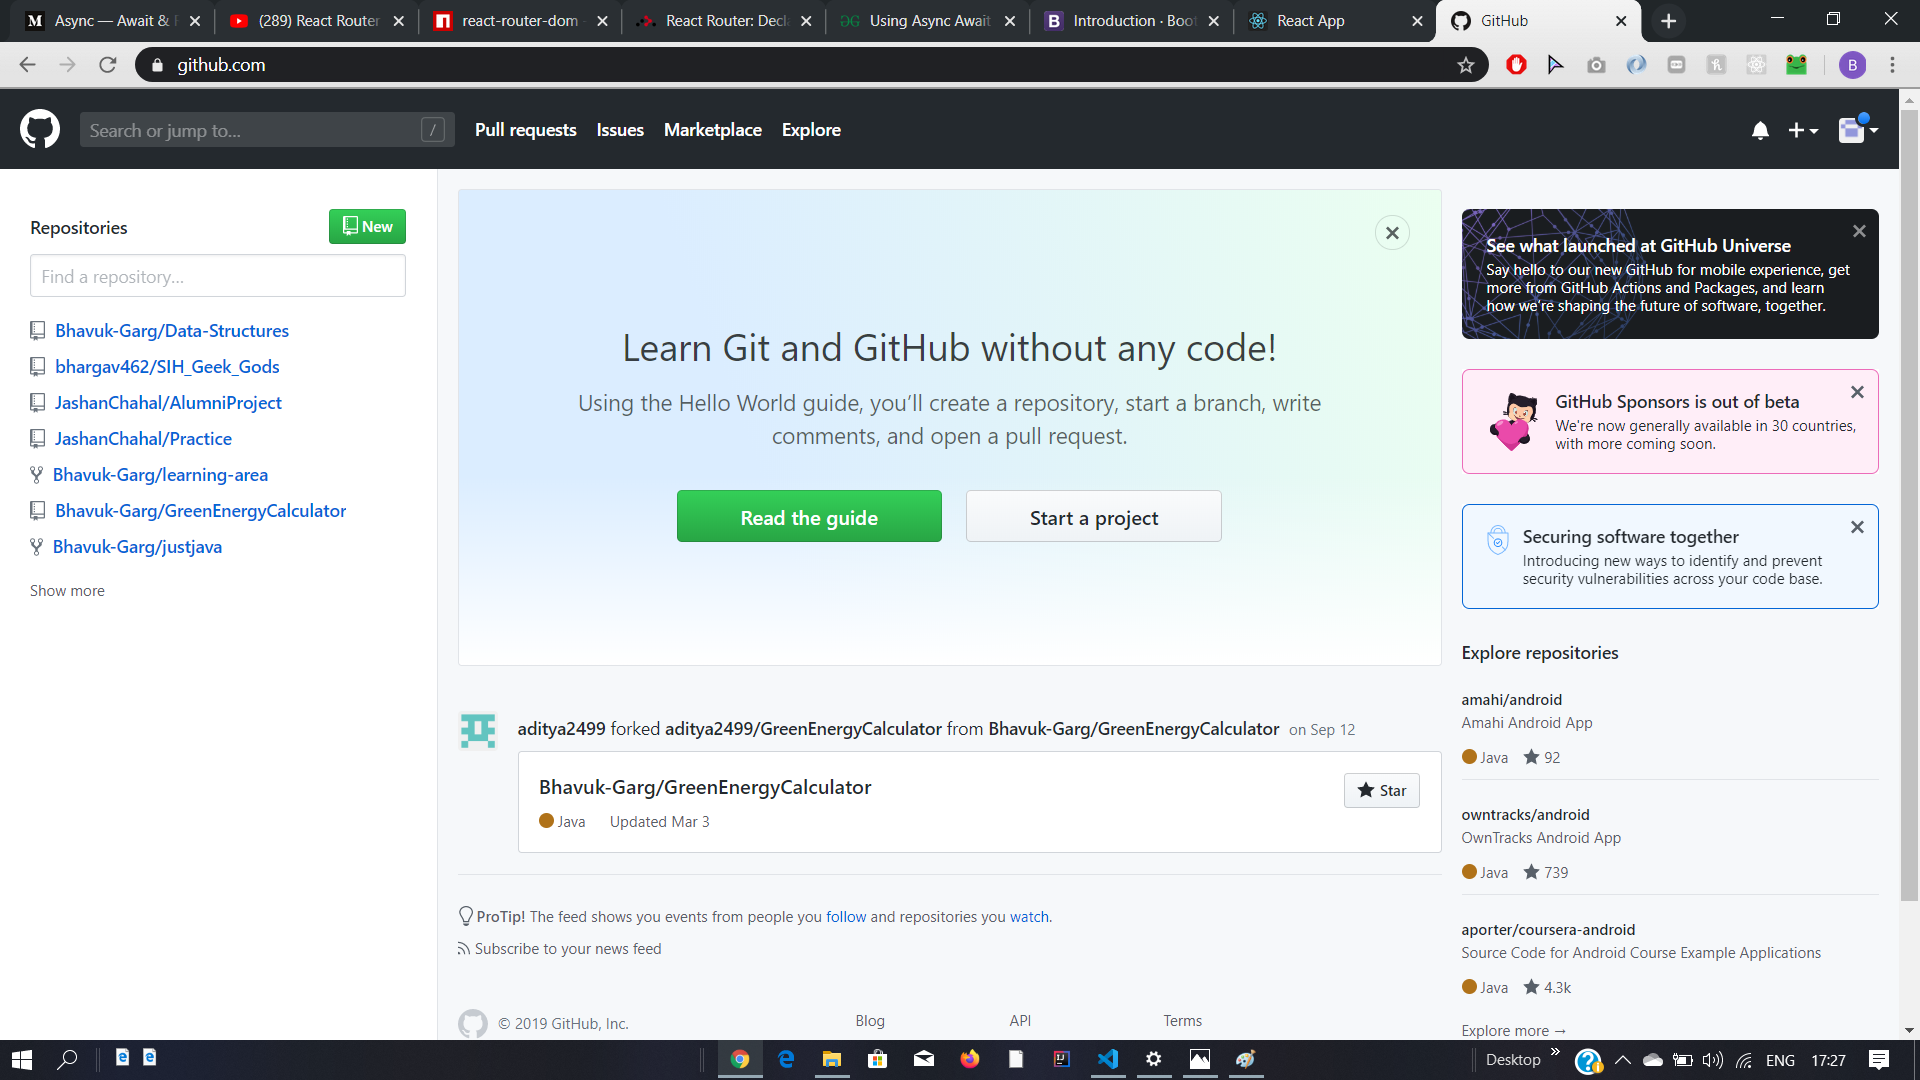 Async — Await &
(289) React Router
react-router-dom
React Router: Decla
Using Async Await
Introduction · Boot
React App
GitHub
github.com
B
Search or jump to...
/
Pull requests
Issues
Marketplace
Explore
Repositories
New
Find a repository...
Bhavuk-Garg/Data-Structures
bhargav462/SIH_Geek_Gods
JashanChahal/AlumniProject
JashanChahal/Practice
Bhavuk-Garg/learning-area
Bhavuk-Garg/GreenEnergyCalculator
Bhavuk-Garg/justjava
Show more
Learn Git and GitHub without any code!
Using the Hello World guide, you’ll create a repository, start a branch, write
comments, and open a pull request.
Read the guide
Start a project
aditya2499 forked aditya2499/GreenEnergyCalculator from Bhavuk-Garg/GreenEnergyCalculator on Sep 12
Bhavuk-Garg/GreenEnergyCalculator
Star
Java
Updated Mar 3
ProTip! The feed shows you events from people you follow and repositories you watch.
Subscribe to your news feed
© 2019 GitHub, Inc.
Blog
API
Terms
See what launched at GitHub Universe
Say hello to our new GitHub for mobile experience, get
more from GitHub Actions and Packages, and learn
how we're shaping the future of software, together.
GitHub Sponsors is out of beta
We're now generally available in 30 countries,
with more coming soon.
Securing software together
Introducing new ways to identify and prevent
security vulnerabilities across your code base.
Explore repositories
amahi/android
Amahi Android App
Java 92
owntracks/android
OwnTracks Android App
Java 739
aporter/coursera-android
Source Code for Android Course Example Applications
Java 4.3k
Explore more →
Desktop
ENG
17:27